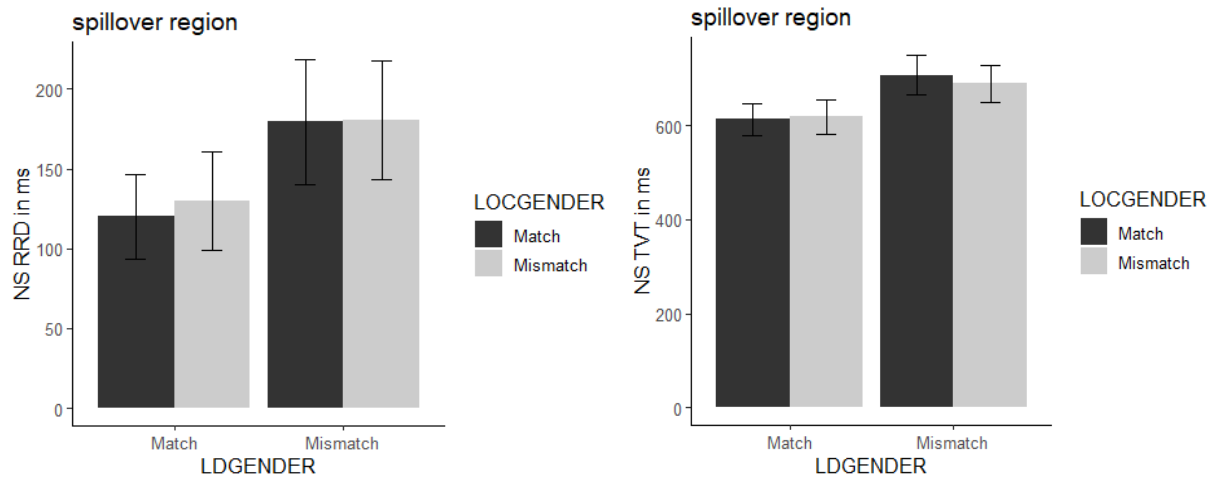 spillover region
NS RRD in ms
200
150
100
50
0
Match
Mismatch
LDGENDER
LOCGENDER
Match
Mismatch
spillover region
NS TVT in ms
600
400
200
0
Match
Mismatch
LDGENDER
LOCGENDER
Match
Mismatch